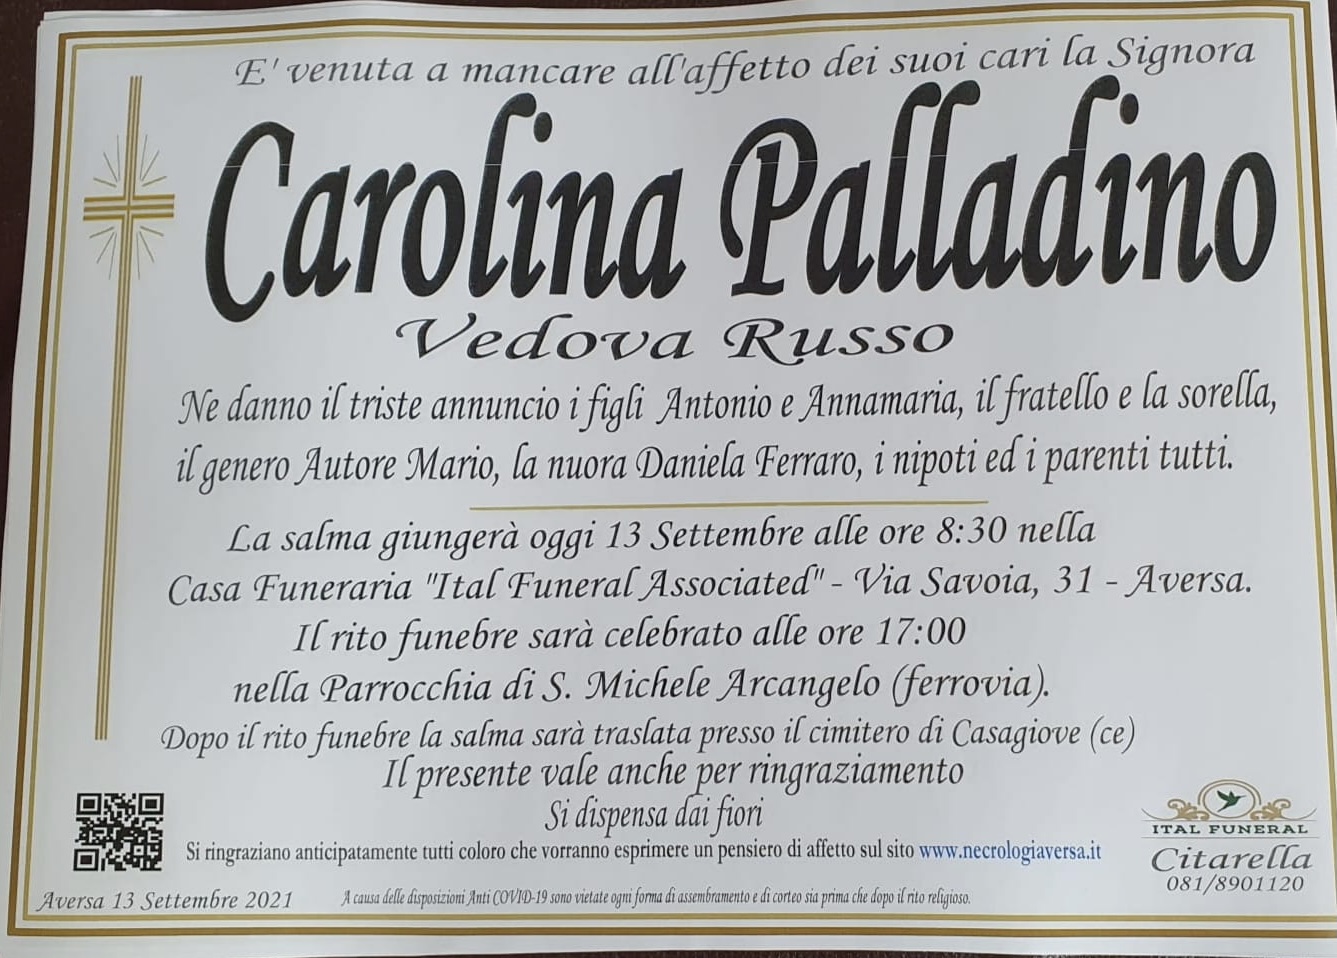 E' venuta a mancare all'affetto dei suoi cari la Signora
Carolina Palladino
Vedova Russo
Ne danno il triste annuncio i figli Antonio e Annamaria, il fratello e la sorella,
il genero Autore Mario, la nuora Daniela Ferraro, i nipoti ed i parenti tutti.
La salma giungerà oggi 13 Settembre alle ore 8:30 nella
Casa Funeraria "Ital Funeral Associated" - Via Savoia, 31 - Aversa.
Il rito funebre sarà celebrato alle ore 17:00
nella Parrocchia di S. Michele Arcangelo (ferrovia).
Dopo il rito funebre la salma sarà traslata presso il cimitero di Casagiove (ce)
Il presente vale anche per ringraziamento
Si dispensa dai fiori
Si ringraziano anticipatamente tutti coloro che vorranno esprimere un pensiero di affetto sul sito www.necrologiaversa.it
ITAL FUNERAL
Citarella
081/8901120
Aversa 13 Settembre 2021
A causa delle disposizioni Anti COVID-19 sono vietate ogni forma di assembramento e di corteo sia prima che dopo il rito religioso.